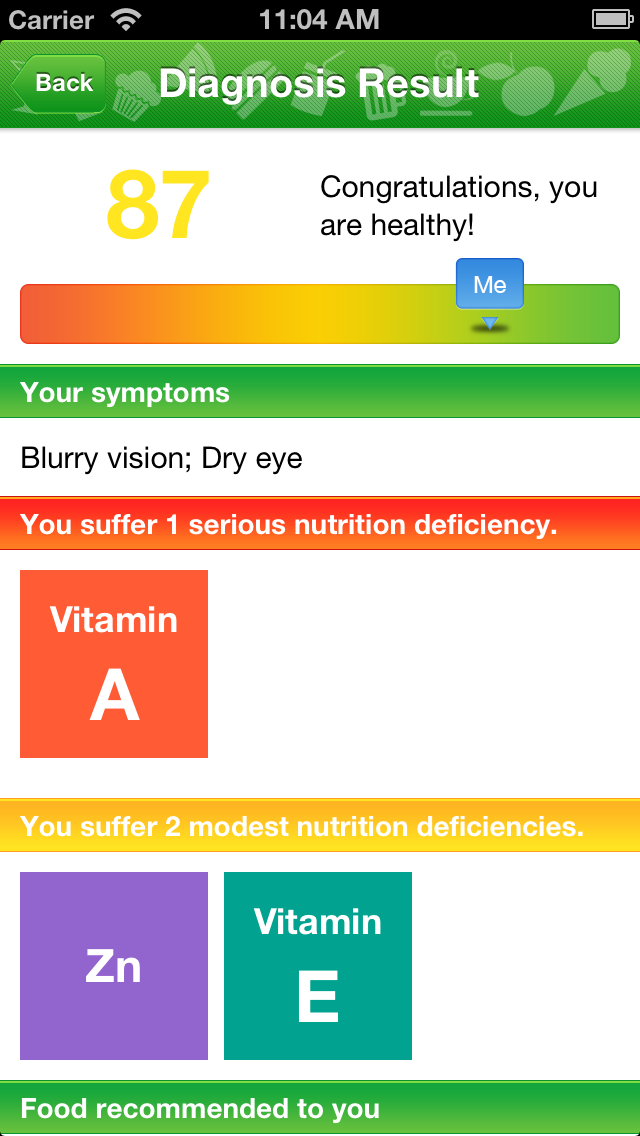 Carrier 11:04 AM
Back Diagnosis Result
87
Congratulations, you
are healthy!
Me
Your symptoms
Blurry vision; Dry eye
You suffer 1 serious nutrition deficiency.
Vitamin
A
You suffer 2 modest nutrition deficiencies.
Zn
Vitamin
E
Food recommended to you